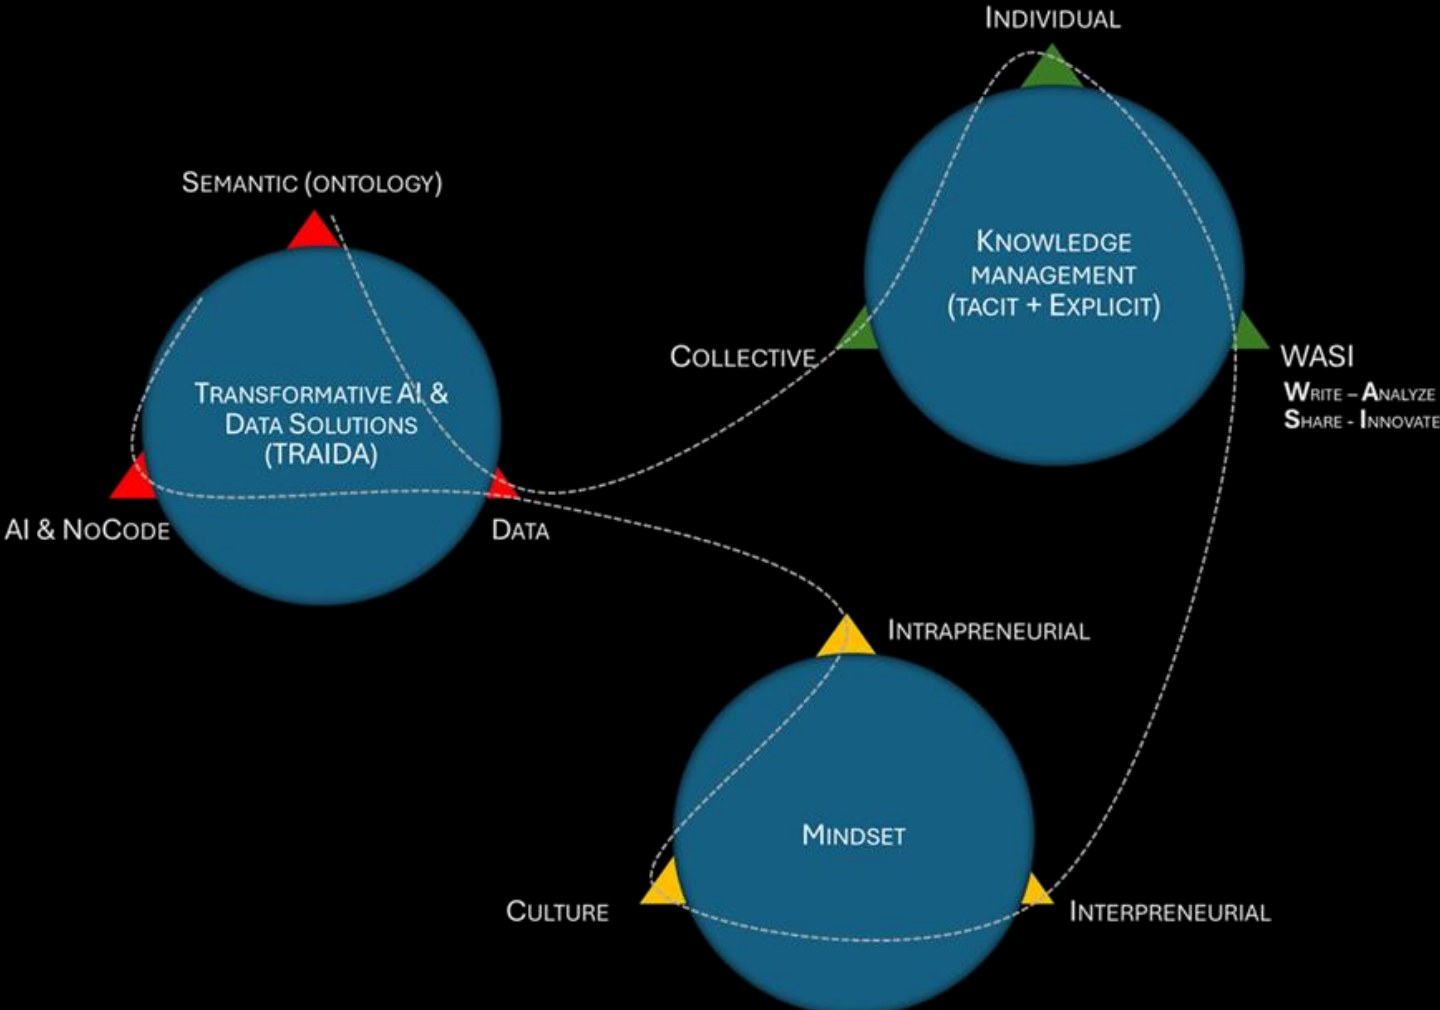 INDIVIDUAL
SEMANTIC (ONTOLOGY)
KNOWLEDGE
MANAGEMENT
(TACIT + EXPLICIT)
COLLECTIVE
WASI
WRITE – ANALYZE
SHARE - INNOVATE
TRANSFORMATIVE AI &
DATA SOLUTIONS
(TRAIDA)
AI & NOCODE
DATA
INTRAPRENEURIAL
MINDSET
CULTURE
INTERPRENEURIAL